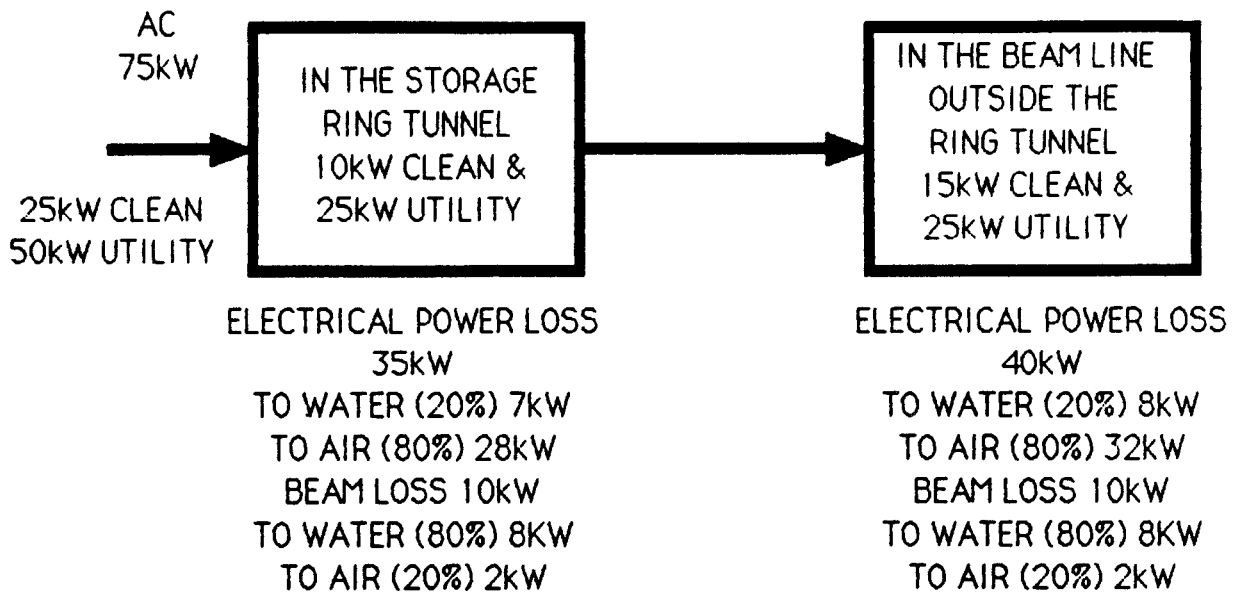 AC
75kW
25kW CLEAN
50kW UTILITY
IN THE STORAGE
RING TUNNEL
10kW CLEAN &
25kW UTILITY
IN THE BEAM LINE
OUTSIDE THE
RING TUNNEL
15kW CLEAN &
25kW UTILITY
ELECTRICAL POWER LOSS
35kW
TO WATER (20%) 7kW
TO AIR (80%) 28kW
BEAM LOSS 10kW
TO WATER (80%) 8KW
TO AIR (20%) 2kW
ELECTRICAL POWER LOSS
40kW
TO WATER (20%) 8kW
TO AIR (80%) 32kW
BEAM LOSS 10kW
TO WATER (80%) 8KW
TO AIR (20%) 2kW